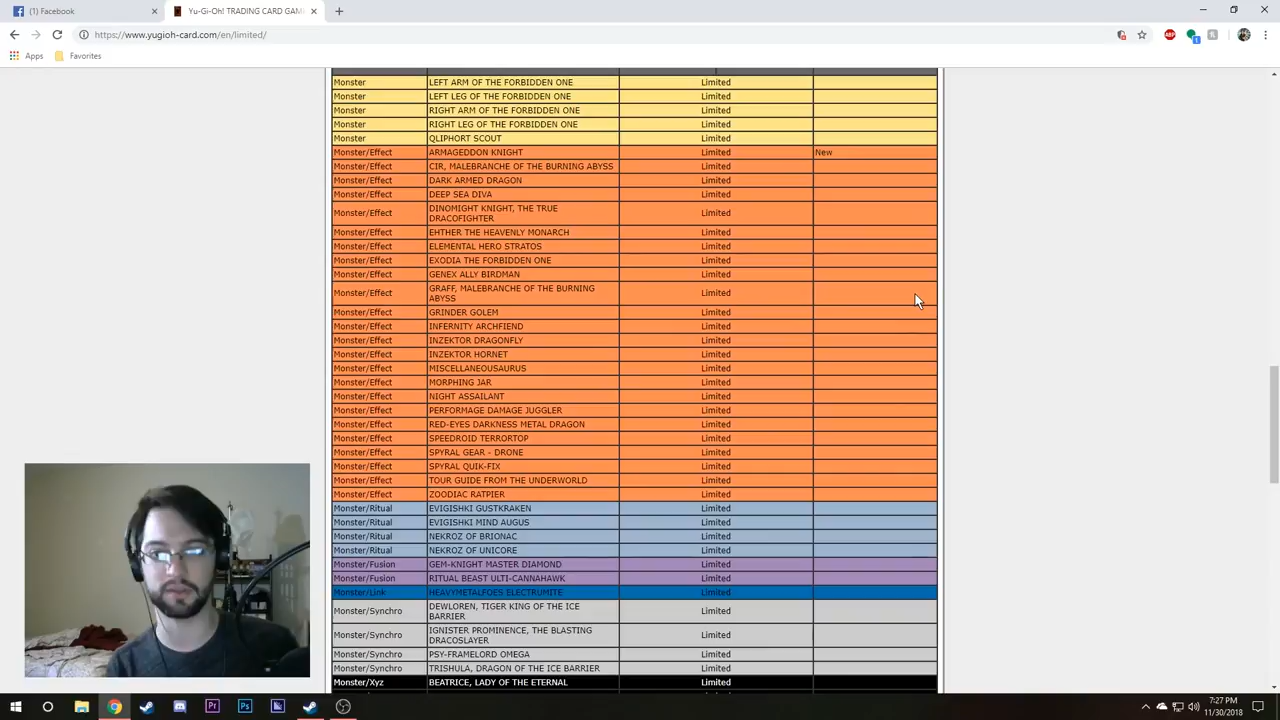 (1) Facebook
Yu-Gi-Oh! TRADING CARD GAM
https://www.yugioh-card.com/en/limited/
ABP
1
Apps
Favorites
Monster LEFT ARM OF THE FORBIDDEN ONE Limited
Monster LEFT LEG OF THE FORBIDDEN ONE Limited
Monster RIGHT ARM OF THE FORBIDDEN ONE Limited
Monster RIGHT LEG OF THE FORBIDDEN ONE Limited
Monster QLIPHORT SCOUT Limited
Monster/Effect ARMAGEDDON KNIGHT Limited New
Monster/Effect CIR, MALEBRANCHE OF THE BURNING ABYSS Limited
Monster/Effect DARK ARMED DRAGON Limited
Monster/Effect DEEP SEA DIVA Limited
Monster/Effect DINOMIGHT KNIGHT, THE TRUE
DRACOFIGHTER Limited
Monster/Effect EHTHER THE HEAVENLY MONARCH Limited
Monster/Effect ELEMENTAL HERO STRATOS Limited
Monster/Effect EXODIA THE FORBIDDEN ONE Limited
Monster/Effect GENEX ALLY BIRDMAN Limited
Monster/Effect GRAFF, MALEBRANCHE OF THE BURNING
ABYSS Limited
Monster/Effect GRINDER GOLEM Limited
Monster/Effect INFERNITY ARCHFIEND Limited
Monster/Effect INZEKTOR DRAGONFLY Limited
Monster/Effect INZEKTOR HORNET Limited
Monster/Effect MISCELLANEOUSAURUS Limited
Monster/Effect MORPHING JAR Limited
Monster/Effect NIGHT ASSAILANT Limited
Monster/Effect PERFORMAGE DAMAGE JUGGLER Limited
Monster/Effect RED-EYES DARKNESS METAL DRAGON Limited
Monster/Effect SPEEDROID TERRORTOP Limited
Monster/Effect SPYRAL GEAR - DRONE Limited
Monster/Effect SPYRAL QUIK-FIX Limited
Monster/Effect TOUR GUIDE FROM THE UNDERWORLD Limited
Monster/Effect ZOODIAC RATPIER Limited
Monster/Ritual EVIGISHKI GUSTKRAKEN Limited
Monster/Ritual EVIGISHKI MIND AUGUS Limited
Monster/Ritual NEKROZ OF BRIONAC Limited
Monster/Ritual NEKROZ OF UNICORE Limited
Monster/Fusion GEM-KNIGHT MASTER DIAMOND Limited
Monster/Fusion RITUAL BEAST ULTI-CANNAHAWK Limited
Monster/Link HEAVYMETALFOES ELECTRUMITE Limited
Monster/Synchro DEWLOREN, TIGER KING OF THE ICE
BARRIER Limited
Monster/Synchro IGNISTER PROMINENCE, THE BLASTING
DRACOSLAYER Limited
Monster/Synchro PSY-FRAMELORD OMEGA Limited
Monster/Synchro TRISHULA, DRAGON OF THE ICE BARRIER Limited
Monster/Xyz BEATRICE, LADY OF THE ETERNAL Limited
Pr
Ps
7:27 PM
11/30/2018